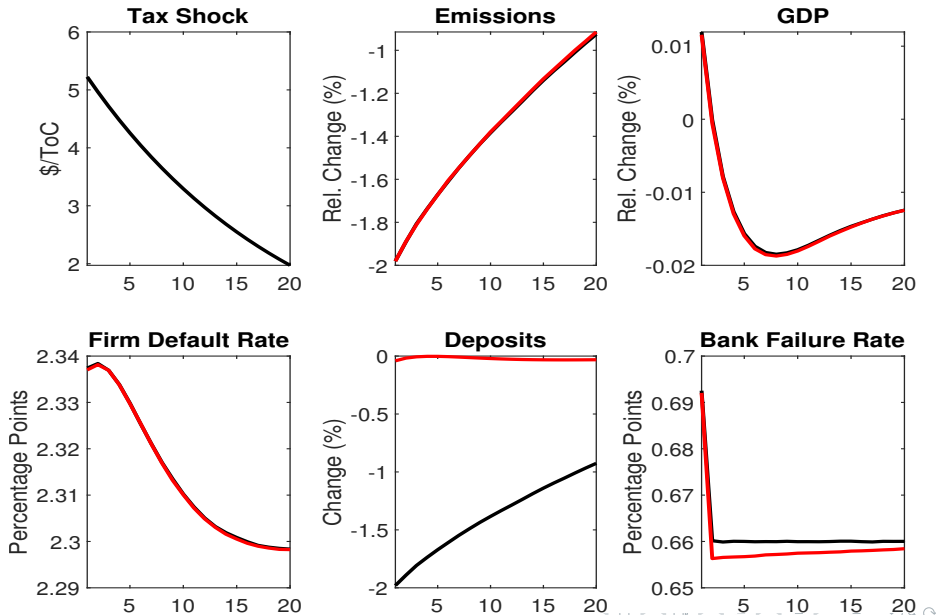 Tax Shock
$/ToC
6
5
4
3
2
5 10 15 20
Emissions
Rel. Change (%)
-1
-1.2
-1.4
-1.6
-1.8
-2
5 10 15 20
GDP
Rel. Change (%)
0.01
0
-0.01
-0.02
5 10 15 20
Firm Default Rate
Percentage Points
2.34
2.33
2.32
2.31
2.3
2.29
5 10 15 20
Deposits
Change (%)
0
-0.5
-1
-1.5
-2
5 10 15 20
Bank Failure Rate
Percentage Points
0.7
0.69
0.68
0.67
0.66
0.65
5 10 15 20